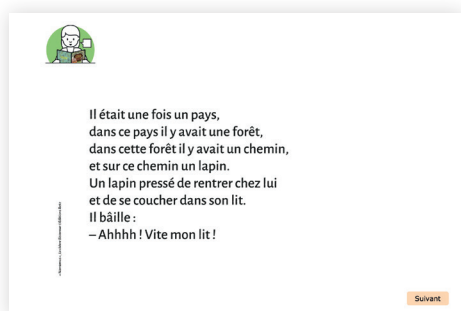 Il était une fois un pays,
dans ce pays il y avait une forêt,
dans cette forêt il y avait un chemin,
et sur ce chemin un lapin.
Un lapin pressé de rentrer chez lui
et de se coucher dans son lit.
Il bâille :
– Ahhhh ! Vite mon lit !
Suivant